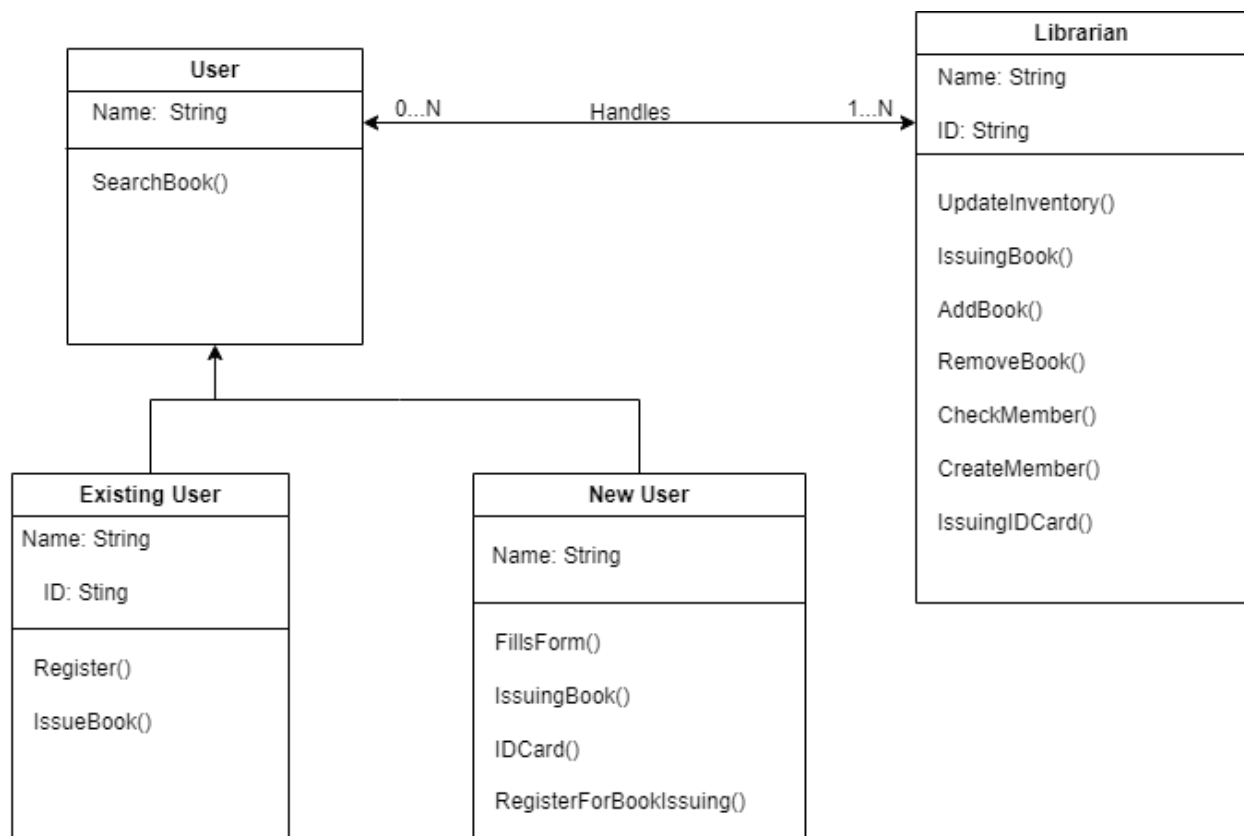 User
Name: String
SearchBook()
0...N
Handles
1...N
Librarian
Name: String
ID: String
UpdateInventory()
IssuingBook()
AddBook()
RemoveBook()
CheckMember()
CreateMember()
IssuingIDCard()
Existing User
Name: String
ID: Sting
Register()
IssueBook()
New User
Name: String
FillsForm()
IssuingBook()
IDCard()
RegisterForBookIssuing()